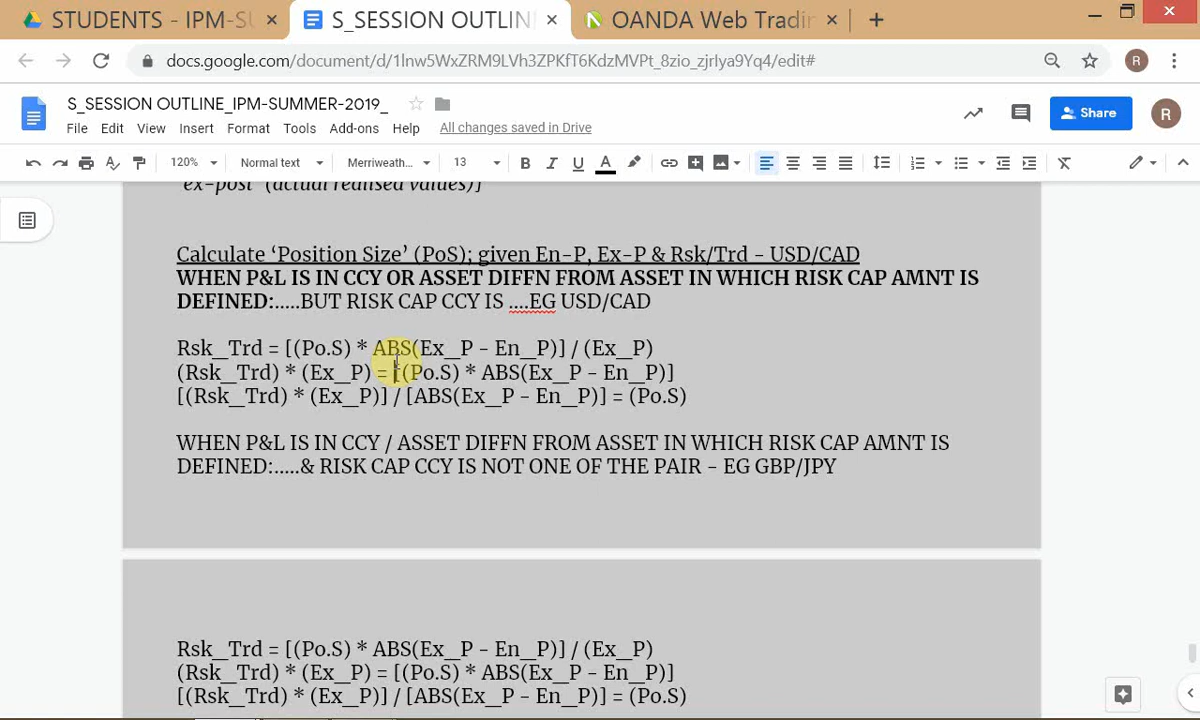 STUDENTS - IPM-SU
S_SESSION OUTLIN
OANDA Web Tradin
docs.google.com/document/d/1lnw5WxZRM9LVh3ZPKfT6KdzMVPt_8zio_zjrIya9Yq4/edit#
R
S_SESSION OUTLINE_IPM-SUMMER-2019_
File Edit View Insert Format Tools Add-ons Help All changes saved in Drive
Share
R
120% Normal text Merriweath... 13 B I U A
'ex-post' (actual realised values)]
Calculate ‘Position Size’ (PoS); given En-P, Ex-P & Rsk/Trd - USD/CAD
WHEN P&L IS IN CCY OR ASSET DIFFN FROM ASSET IN WHICH RISK CAP AMNT IS
DEFINED:.....BUT RISK CAP CCY IS ....EG USD/CAD
Rsk_Trd = [(Po.S) * ABS(Ex_P - En_P)] / (Ex_P)
(Rsk_Trd) * (Ex_P) = [(Po.S) * ABS(Ex_P - En_P)]
[(Rsk_Trd) * (Ex_P)] / [ABS(Ex_P - En_P)] = (Po.S)
WHEN P&L IS IN CCY / ASSET DIFFN FROM ASSET IN WHICH RISK CAP AMNT IS
DEFINED:.....& RISK CAP CCY IS NOT ONE OF THE PAIR - EG GBP/JPY
Rsk_Trd = [(Po.S) * ABS(Ex_P - En_P)] / (Ex_P)
(Rsk_Trd) * (Ex_P) = [(Po.S) * ABS(Ex_P - En_P)]
[(Rsk_Trd) * (Ex_P)] / [ABS(Ex_P - En_P)] = (Po.S)